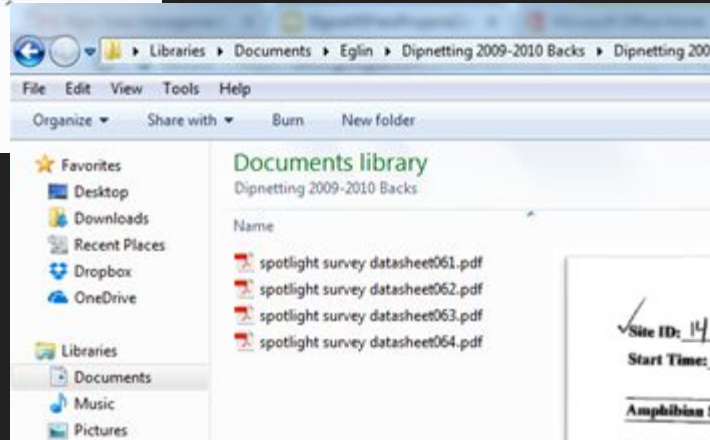 Libraries Documents Eglin Dipnetting 2009-2010 Backs Dipnetting 200
File Edit View Tools Help
Organize Share with Burn New folder
Favorites
Desktop
Downloads
Recent Places
Dropbox
OneDrive
Libraries
Documents
Music
Pictures
Documents library
Dipnetting 2009-2010 Backs
Name
spotlight survey datasheet061.pdf
spotlight survey datasheet062.pdf
spotlight survey datasheet063.pdf
spotlight survey datasheet064.pdf
Site ID: 14
Start Time:
Amphibian